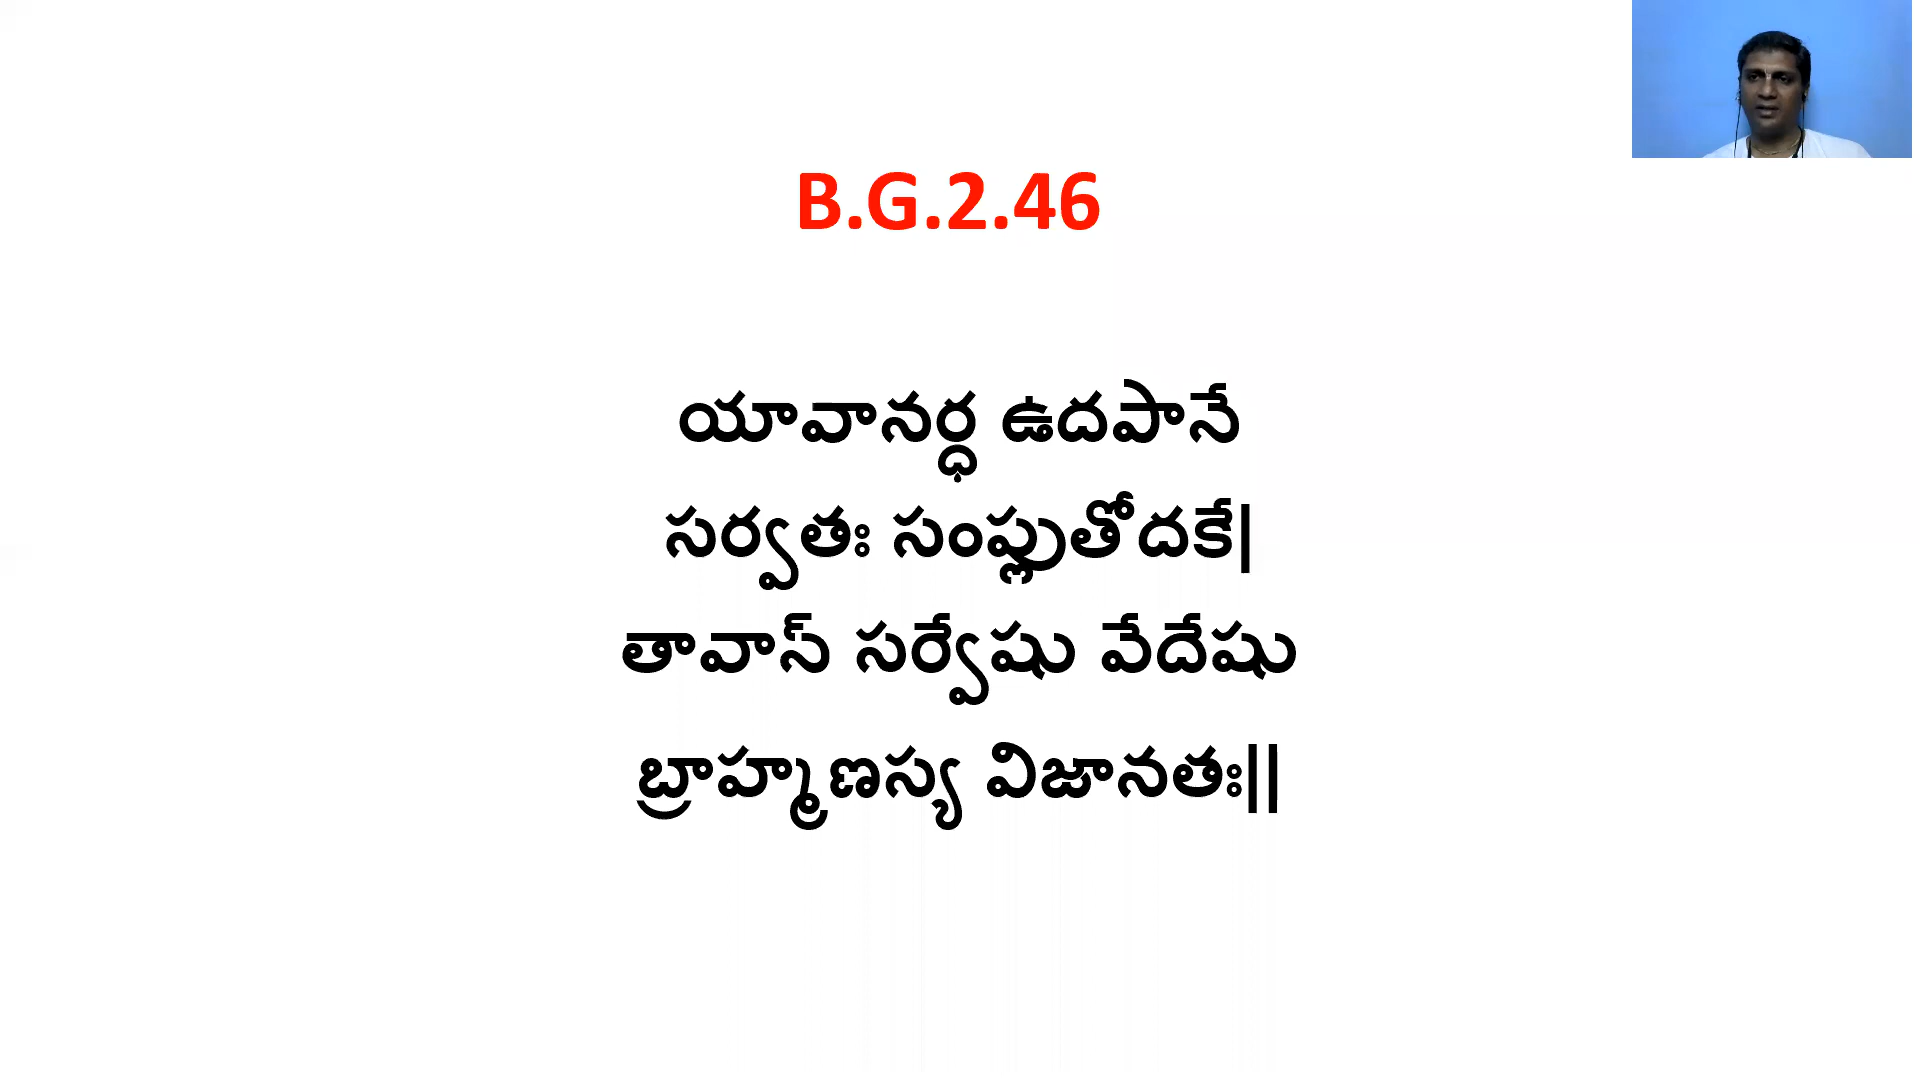 B.G.2.46
యావానర్ధ ఉదపానే
సర్వతః సంప్లుతోదకే|
తావాన్ సర్వేషు వేదేషు
బ్రాహ్మణస్య విజానతః||